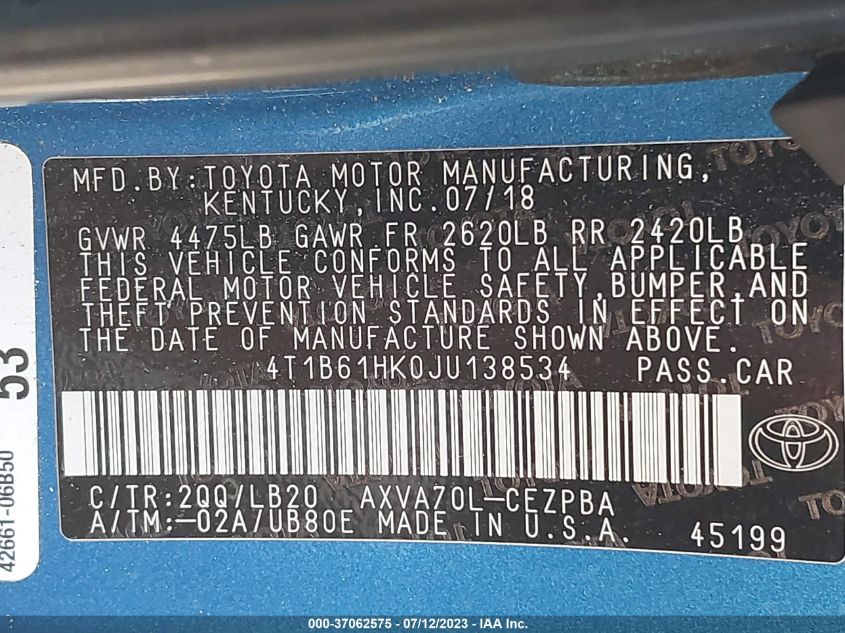 MFD.BY:TOYOTA MOTOR MANUFACTURING,
KENTUCKY,INC.07/18
GVWR 4475LB GAWR FR 2620LB RR 2420LB
THIS VEHICLE CONFORMS TO ALL APPLICABLE
FEDERAL MOTOR VEHICLE SAFETY,BUMPER,AND
THEFT PREVENTION STANDARDS IN EFFECT ON
THE DATE OF MANUFACTURE SHOWN ABOVE.
4T1B61HK0JU138534 PASS.CAR
C/TR:2QQ/LB20 AXVA70L-CEZPBA
A/TM:-02A/UB80E MADE IN U.S.A.
45199
53
42661-06B50
000-37062575 - 07/12/2023 - IAA Inc.